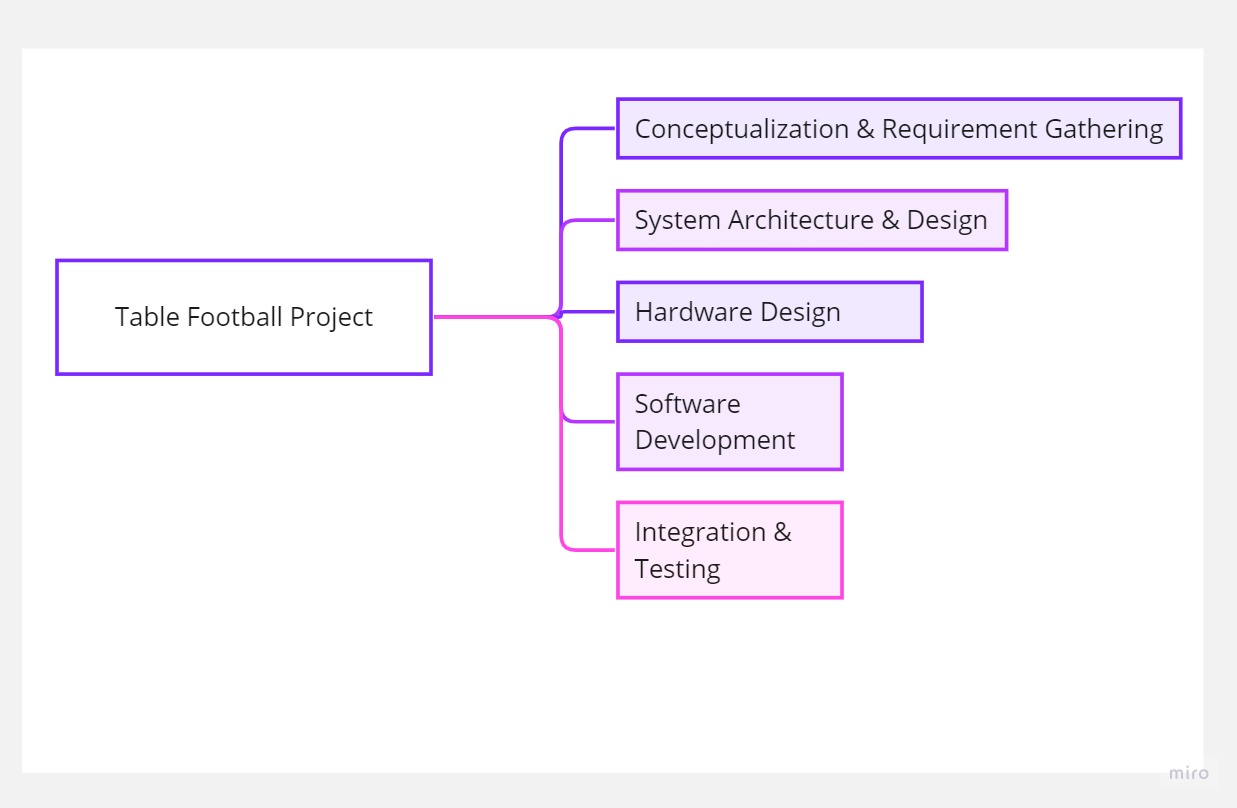 Conceptualization & Requirement Gathering
System Architecture & Design
Table Football Project
Hardware Design
Software
Development
Integration &
Testing
miro